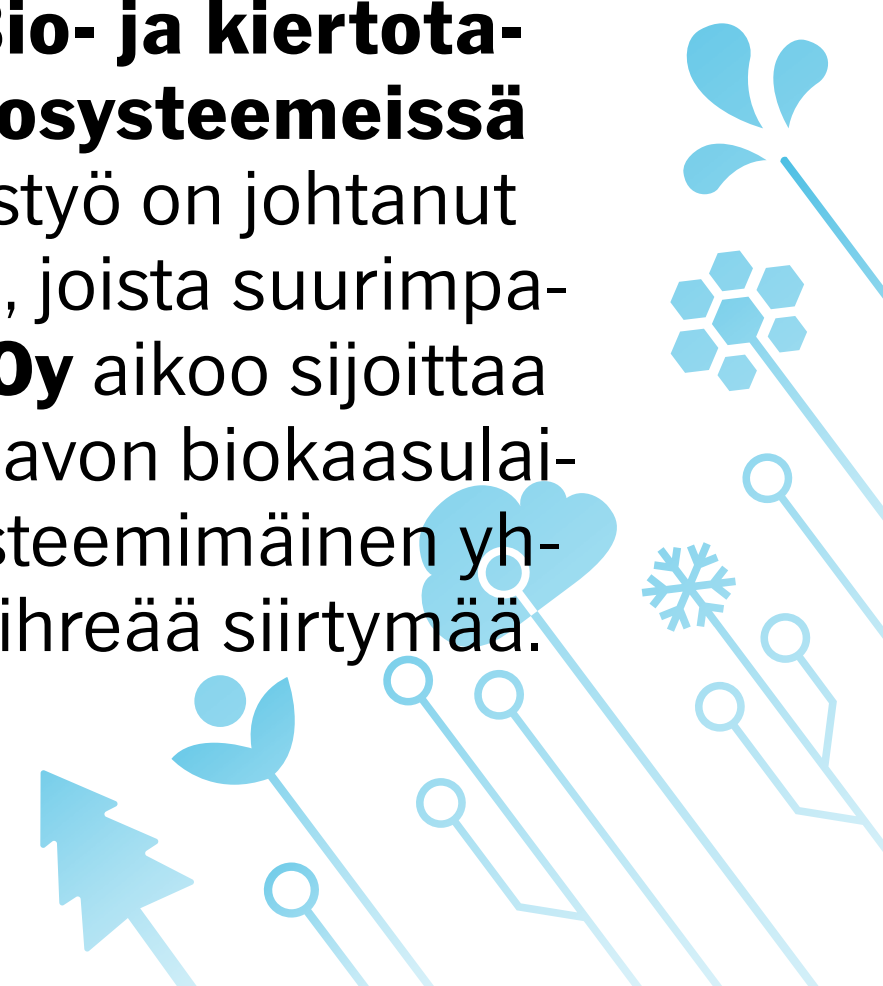 Bio- ja kiertota-
osysteemeissä
styö on johtanut
, joista suurimpa-
Oy aikoo sijoittaa
avon biokaasulai-
steemimäinen yh-
ihreää siirtymää.